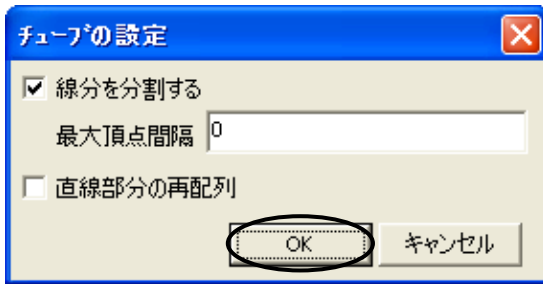 チューブの設定
線分を分割する
最大頂点間隔 0
直線部分の再配列
OK キャンセル